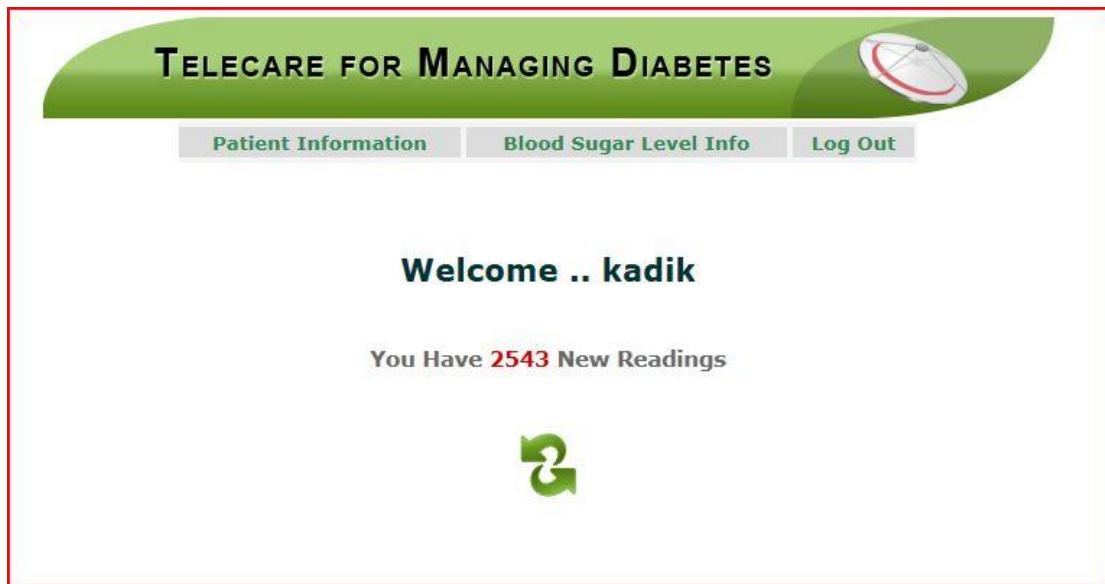 TELECARE FOR MANAGING DIABETES
Patient Information Blood Sugar Level Info Log Out
Welcome .. kadik
You Have 2543 New Readings